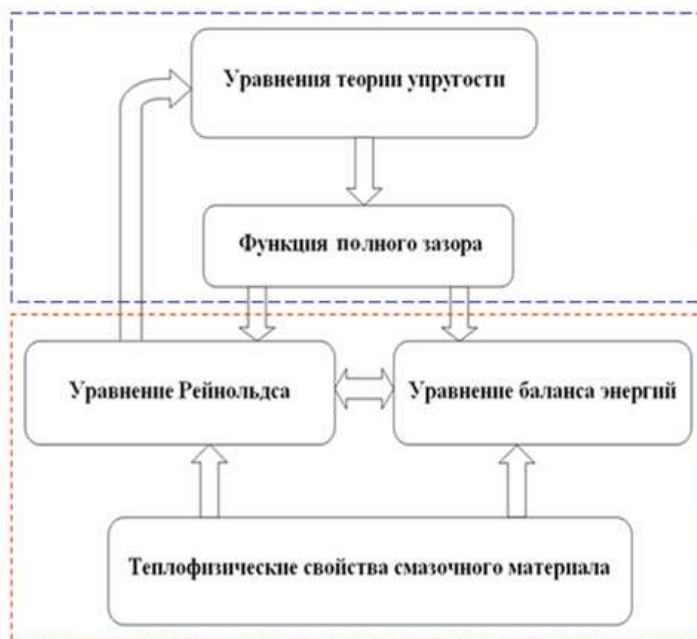 Уравнения теории упругости
Функция полного зазора
Уравнение Рейнольдса
Уравнение баланса энергий
Теплофизические свойства смазочного материала